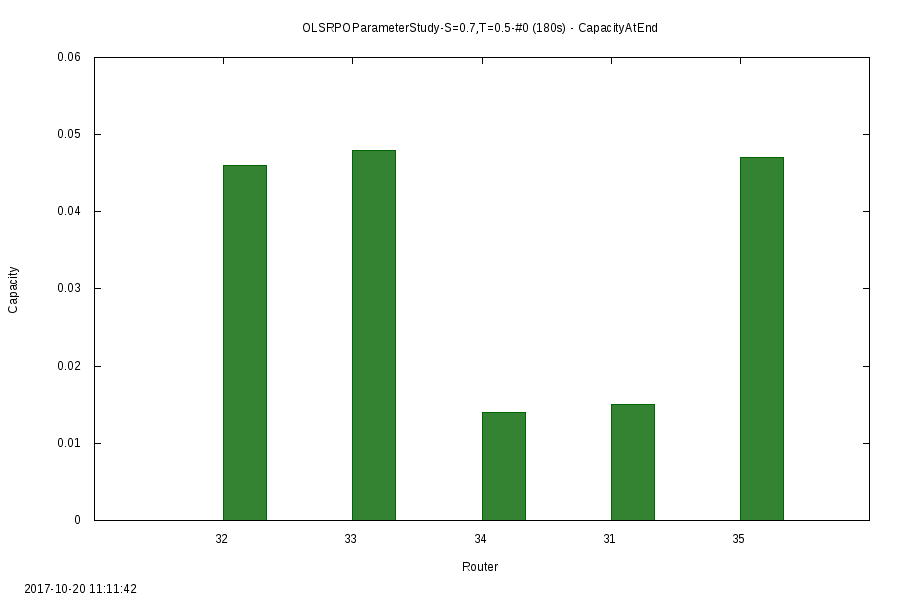 OLSRPOParameterStudy-S=0.7,T=0.5-#0 (180s) - CapacityAtEnd
0.06
0.05
0.04
0.03
0.02
0.01
0
Capacity
32 33 34 31 35
Router
2017-10-20 11:11:42